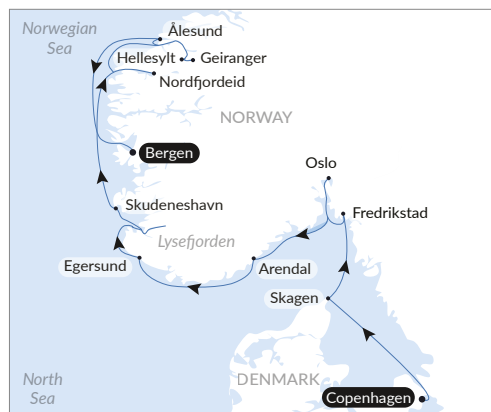 Norwegian
Sea
Ålesund
Hellesylt
Geiranger
Nordfjordeid
NORWAY
Bergen
Oslo
Skudeneshavn
Fredrikstad
Lysefjorden
Egersund
Arendal
Skagen
North
Sea
DENMARK
Copenhagen